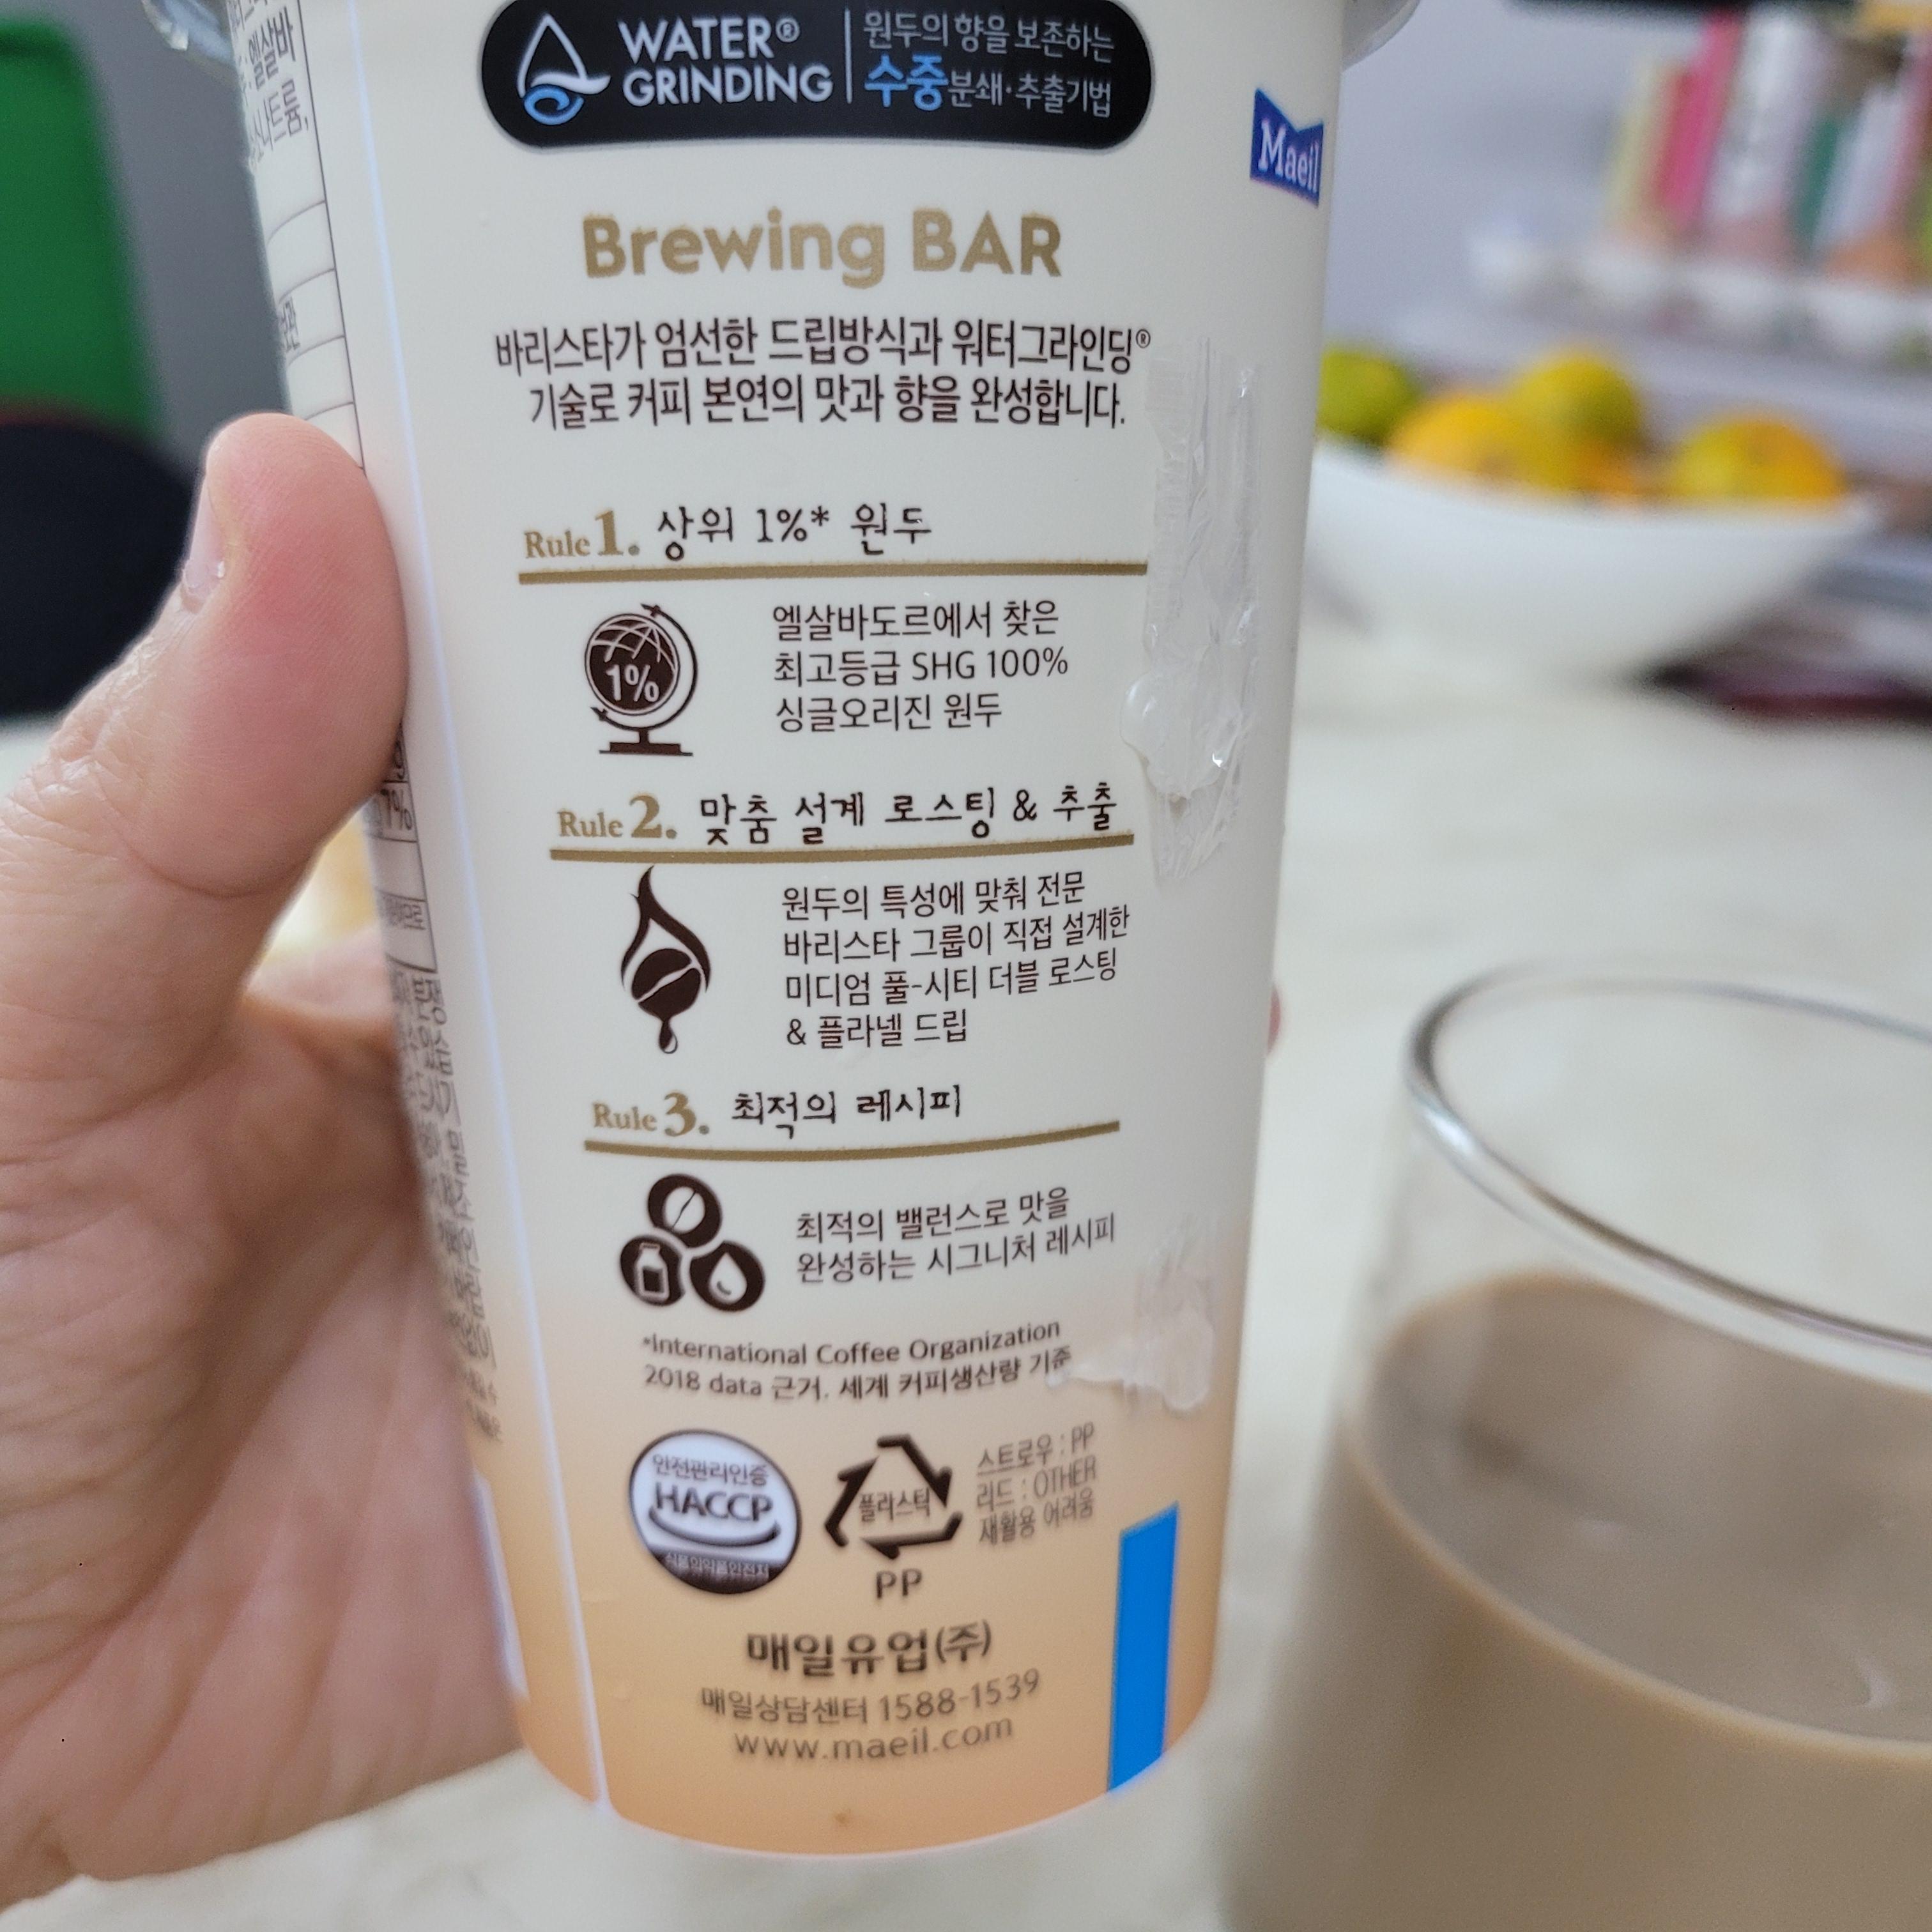 WATER®
GRINDING
원두의 향을 보존하는
수중분쇄·추출기법
Maeil
Brewing BAR
바리스타가 엄선한 드립방식과 워터그라인딩®
기술로 커피 본연의 맛과 향을 완성합니다.
Rule 1. 상위 1%* 원두
1%
엘살바도르에서 찾은
최고등급 SHG 100%
싱글오리진 원두
Rule 2. 맞춤 설계 로스팅 & 추출
원두의 특성에 맞춰 전문
바리스타 그룹이 직접 설계한
미디엄 풀-시티 더블 로스팅
& 플라넬 드립
Rule 3. 최적의 레시피
최적의 밸런스로 맛을
완성하는 시그니처 레시피
*International Coffee Organization
2018 data 근거, 세계 커피생산량 기준
안전관리인증
HACCP
식품의약품안전처
플라스틱
PP
스트로우 : PP
리드 : OTHER
재활용 어려움
매일유업(주)
매일상담센터 1588-1539
www.maeil.com